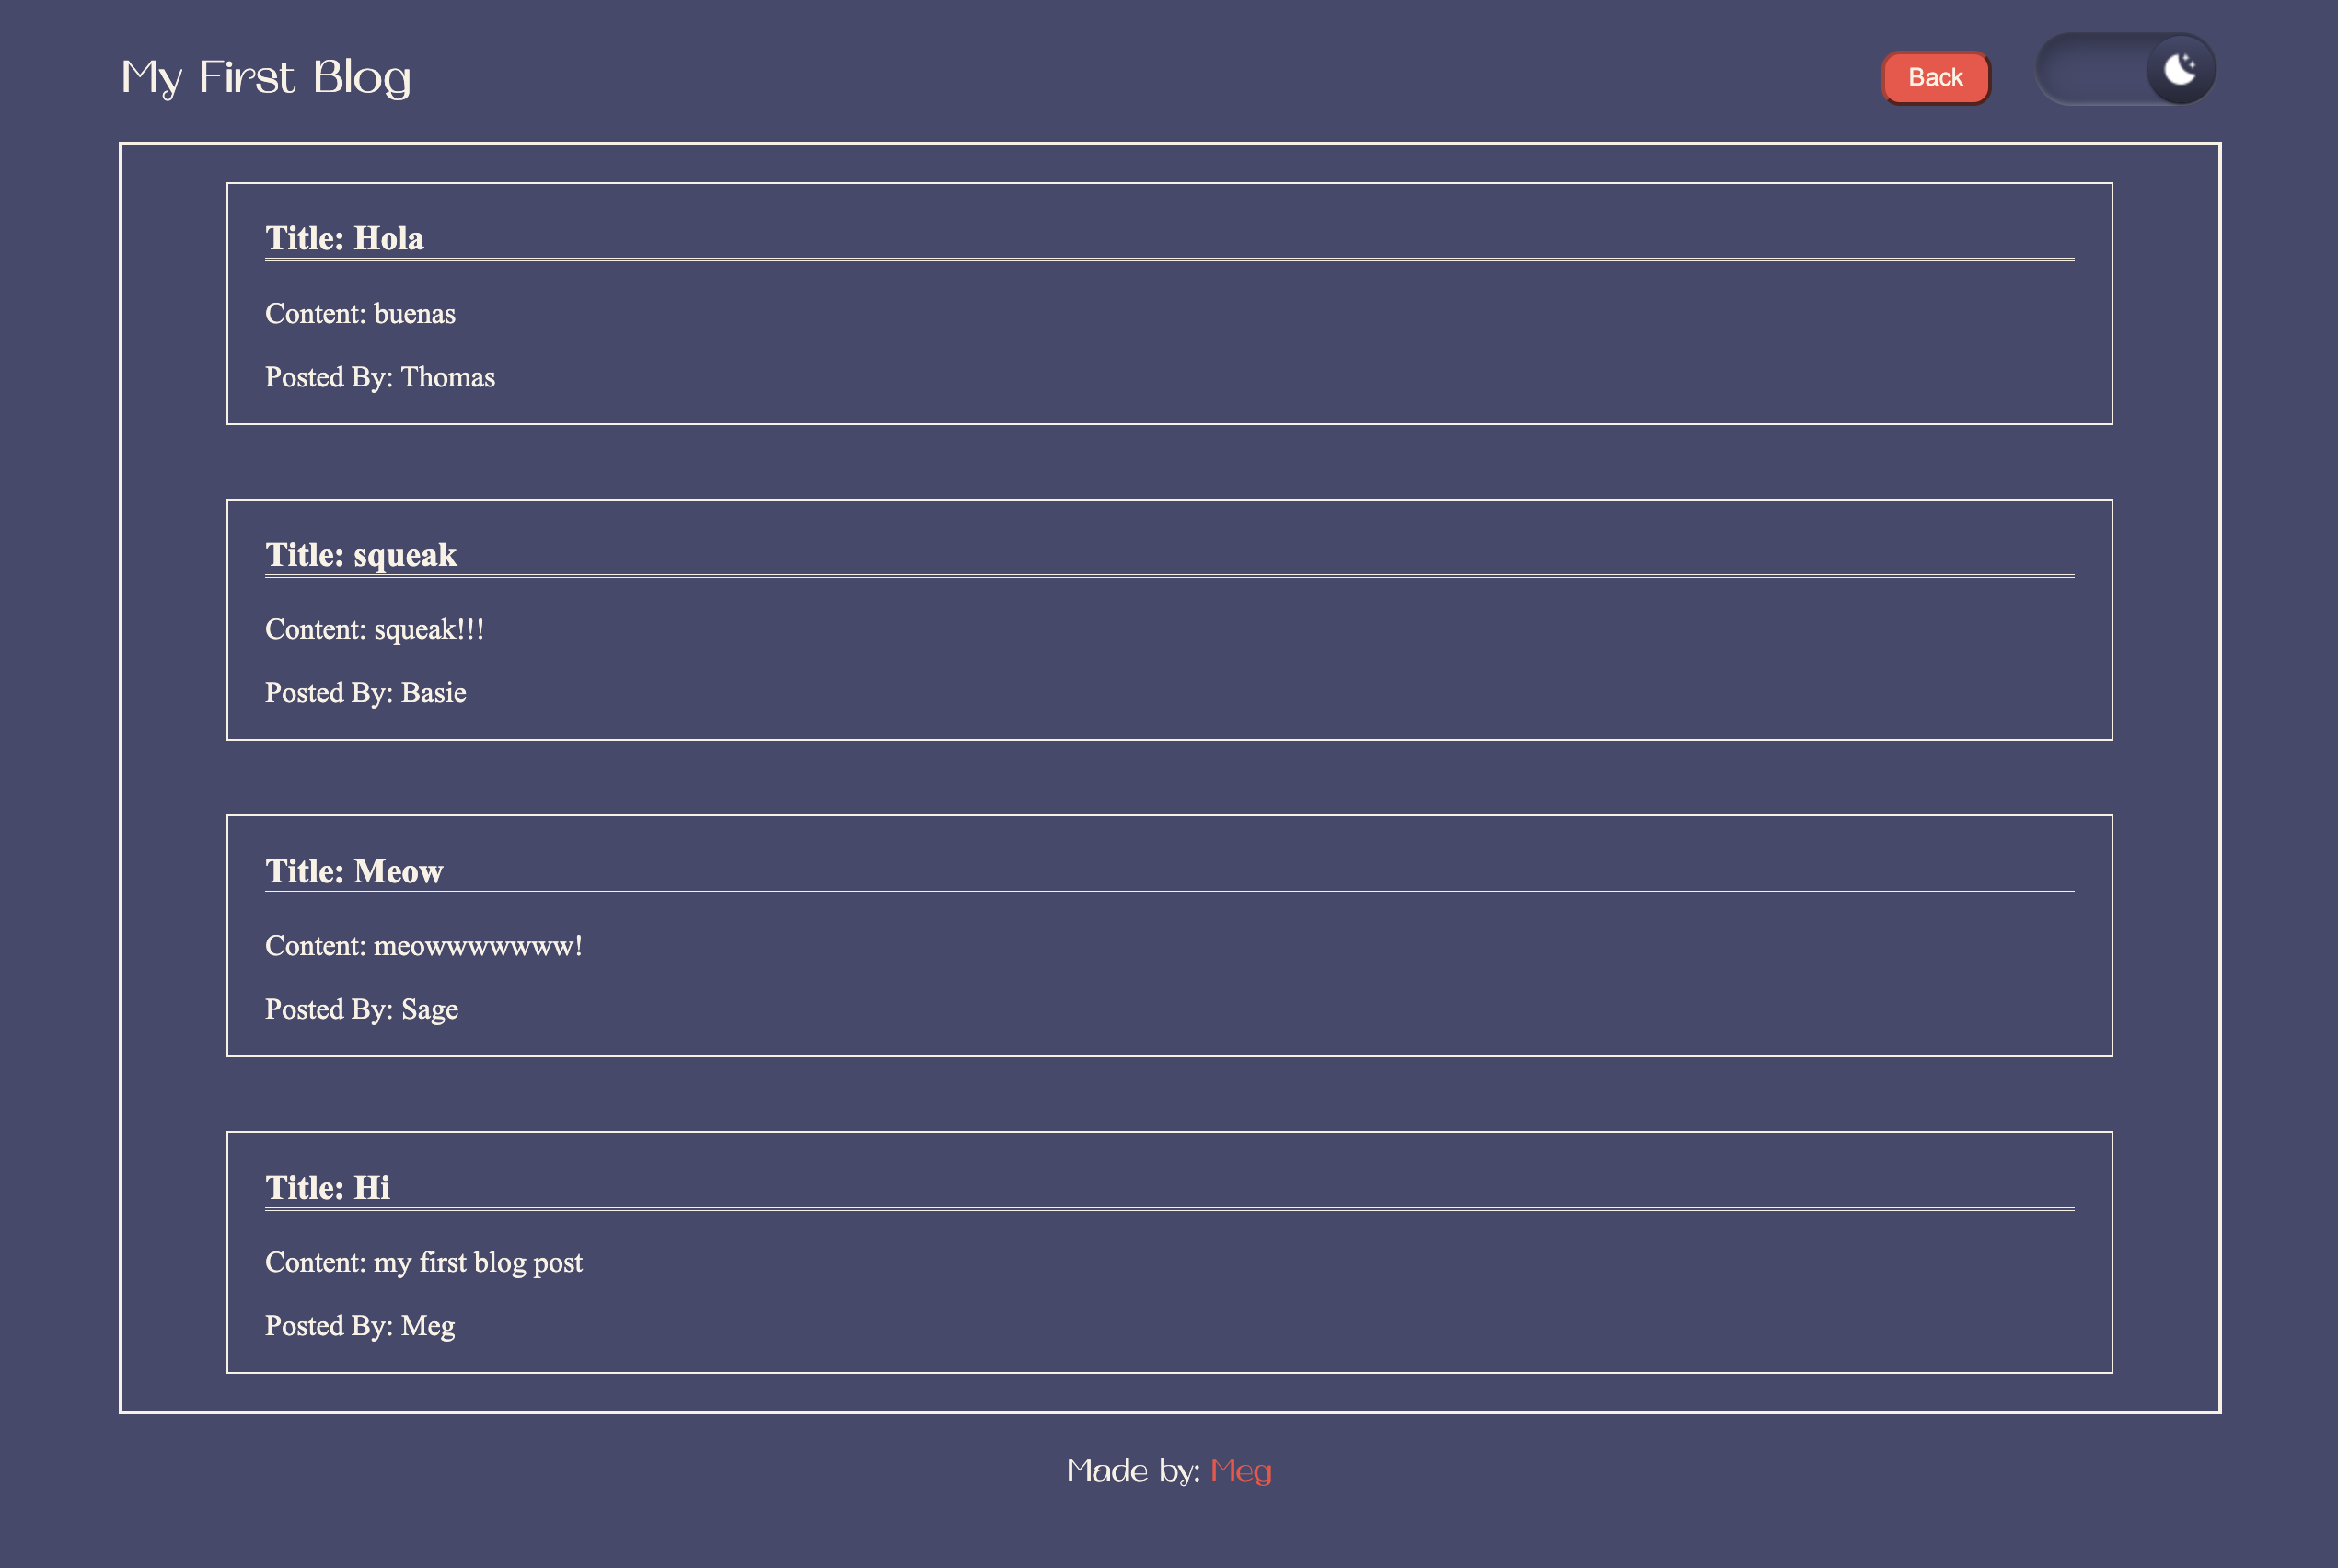 My First Blog
Back
Title: Hola
Content: buenas
Posted By: Thomas
Title: squeak
Content: squeak!!!
Posted By: Basie
Title: Meow
Content: meowwwwwww!
Posted By: Sage
Title: Hi
Content: my first blog post
Posted By: Meg
Made by: Meg